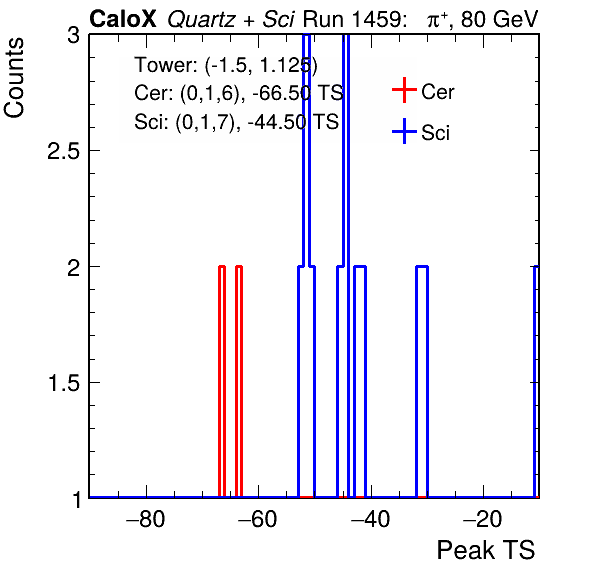 CaloX Quartz + Sci Run 1459: π+, 80 GeV
Counts
3
2.5
2
1.5
1
Tower: (-1.5, 1.125)
Cer: (0,1,6), -66.50 TS
Sci: (0,1,7), -44.50 TS
Cer
Sci
−80 −60 −40 −20
Peak TS